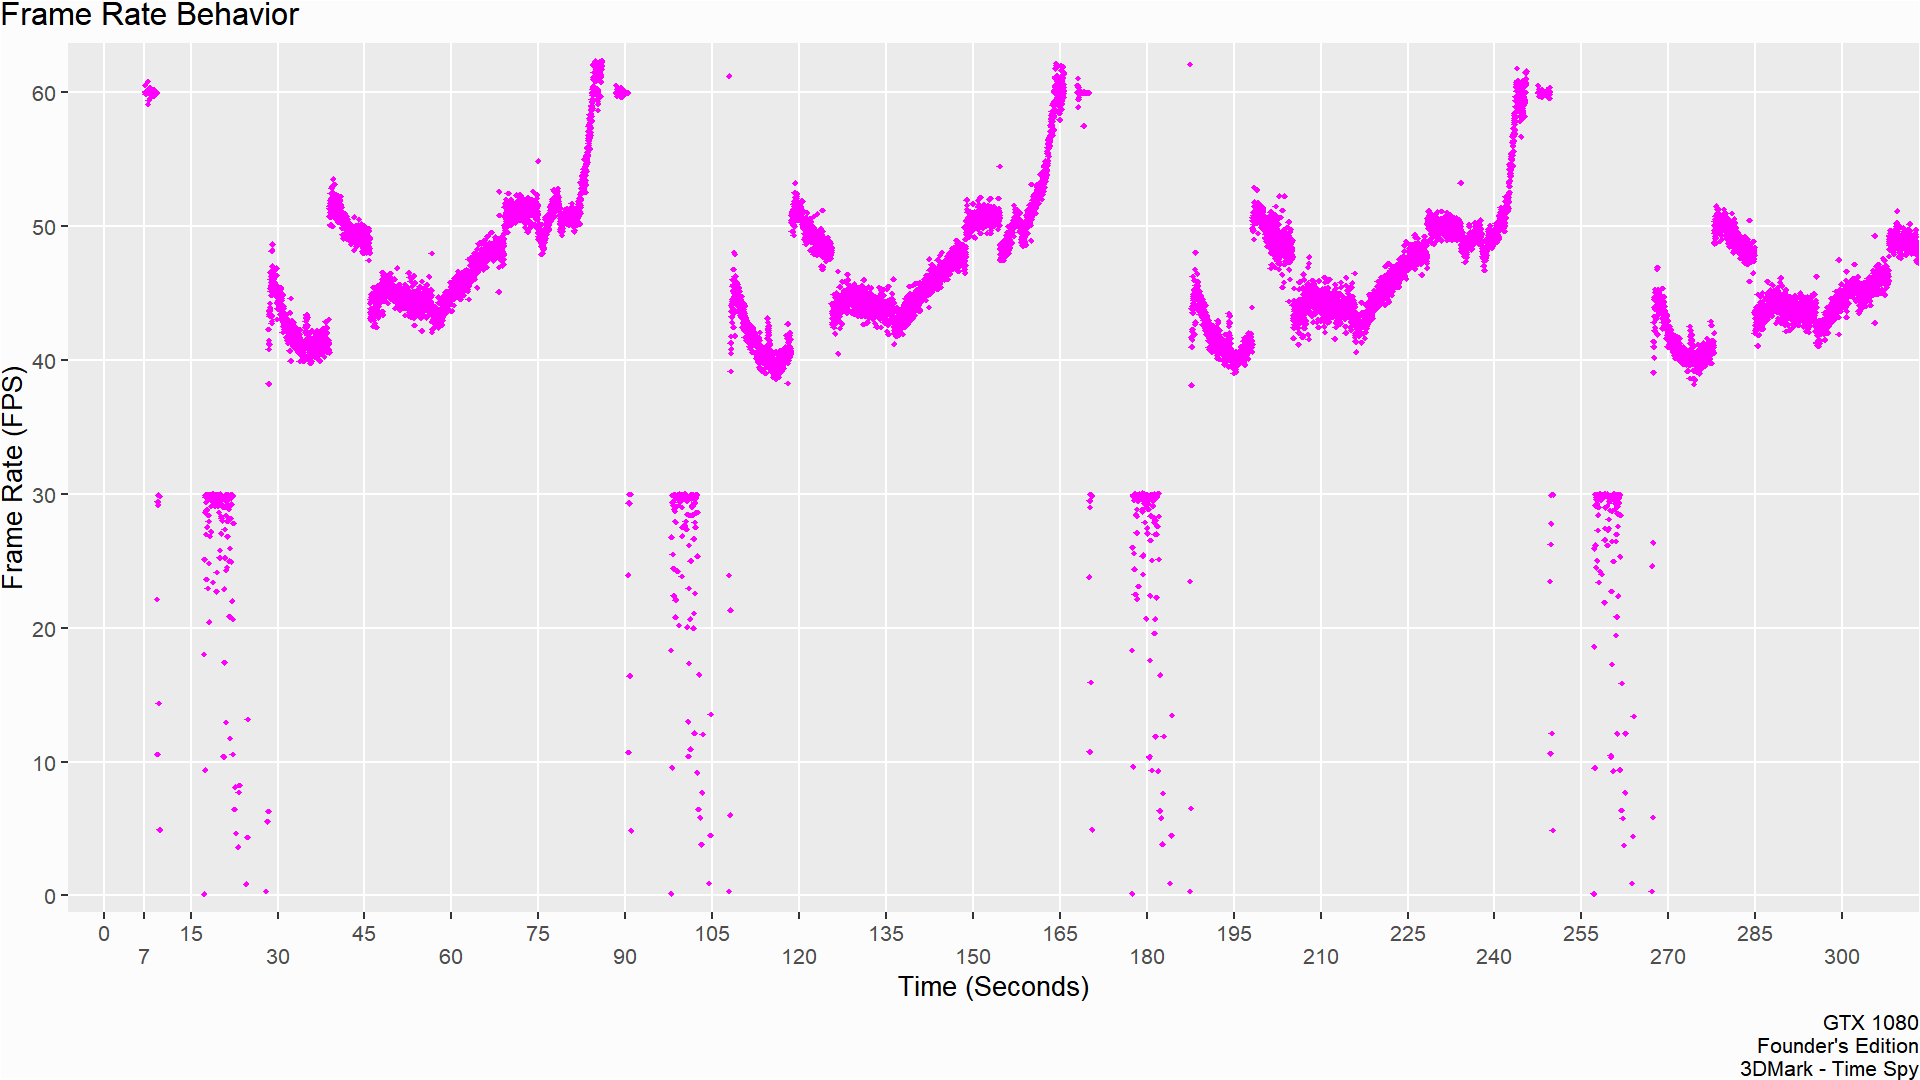 Frame Rate Behavior
Frame Rate (FPS)
60
50
40
30
20
10
0
0 15 45 75 105 135 165 195 225 255 285
7 30 60 90 120 150 180 210 240 270 300
Time (Seconds)
GTX 1080
Founder's Edition
3DMark - Time Spy